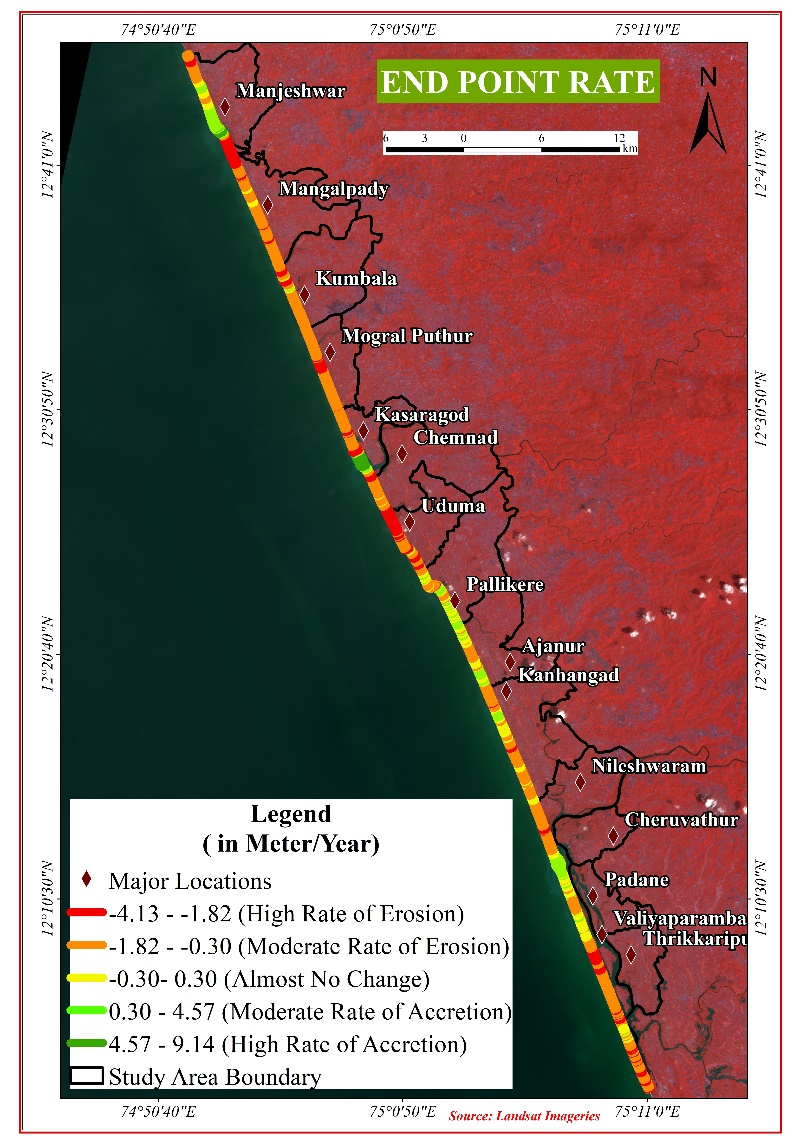 74°50'40"E 75°0'50"E 75°11'0"E
END POINT RATE
N
6 3 0 6 12
km
Manjeshwar
12°41'0"N 12°41'0"N
Mangalpady
Kumbala
Mogral Puthur
12°30'50"N 12°30'50"N
Kasaragod
Chemnad
Uduma
Pallikere
Ajanur
12°20'40"N 12°20'40"N
Kanhangad
Nileshwaram
Cheruvathur
Padane
12°10'30"N 12°10'30"N
Valiyaparamba
Thrikkaripu
Legend
( in Meter/Year)
Major Locations
-4.13 - -1.82 (High Rate of Erosion)
-1.82 - -0.30 (Moderate Rate of Erosion)
-0.30- 0.30 (Almost No Change)
0.30 - 4.57 (Moderate Rate of Accretion)
4.57 - 9.14 (High Rate of Accretion)
Study Area Boundary
74°50'40"E 75°0'50"E 75°11'0"E
Source: Landsat Imageries